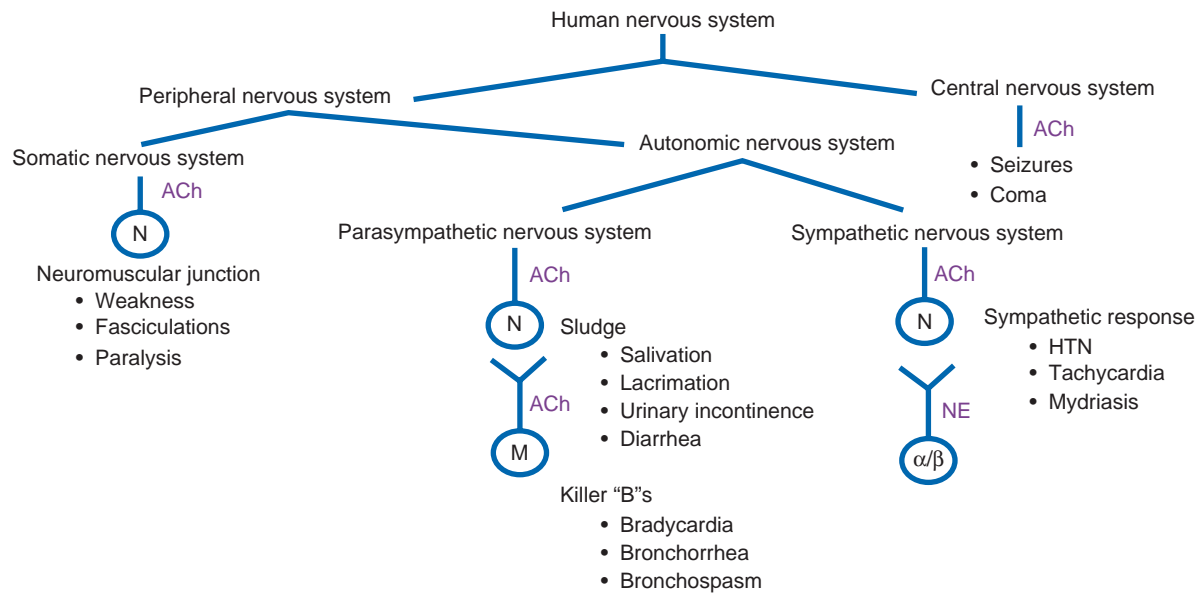 Human nervous system
Peripheral nervous system
Central nervous system
ACh
• Seizures
• Coma
Somatic nervous system
ACh
N
Neuromuscular junction
• Weakness
• Fasciculations
• Paralysis
Autonomic nervous system
Parasympathetic nervous system
ACh
N
Sludge
• Salivation
• Lacrimation
• Urinary incontinence
• Diarrhea
ACh
M
Killer “B”s
• Bradycardia
• Bronchorrhea
• Bronchospasm
Sympathetic nervous system
ACh
N
Sympathetic response
• HTN
• Tachycardia
• Mydriasis
NE
α/β